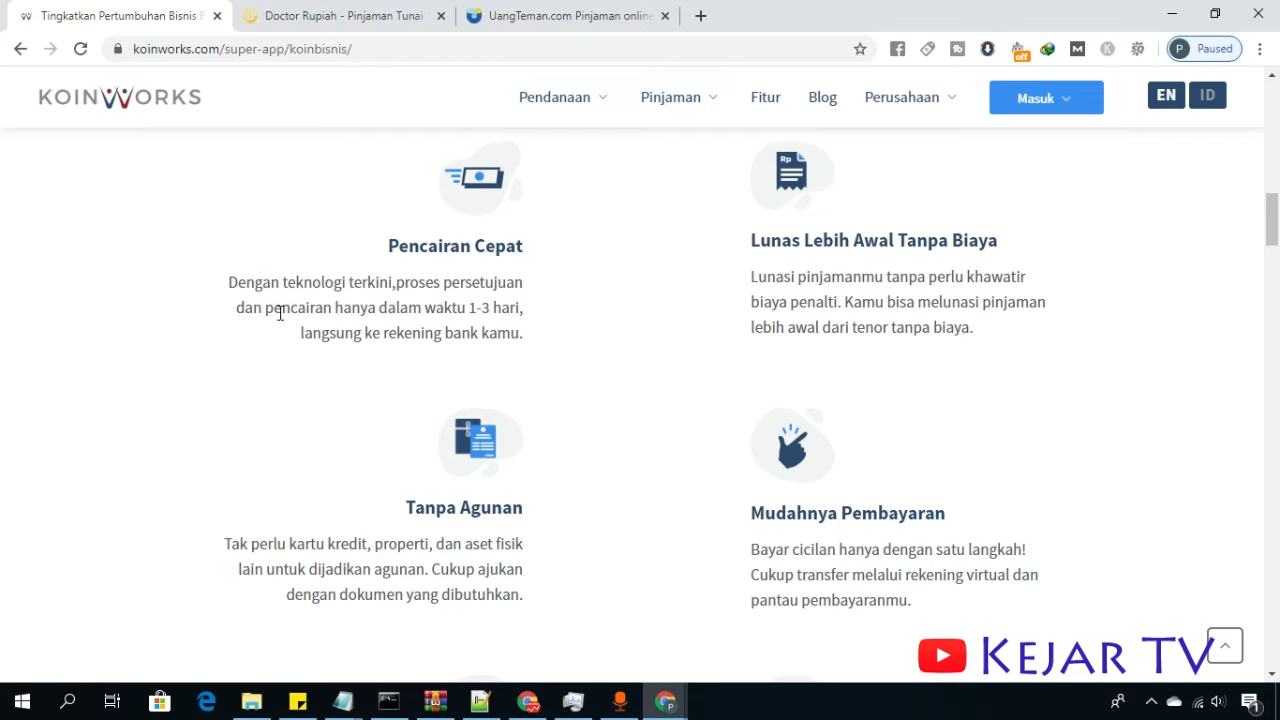 Tingkatkan Pertumbuhan Bisnis B
Doctor Rupiah - Pinjaman Tunai
UangTeman.com Pinjaman online
koinworks.com/super-app/koinbisnis/
off
P Paused
KOINWORKS
Pendanaan
Pinjaman
Fitur
Blog
Perusahaan
Masuk
EN
ID
Pencairan Cepat
Dengan teknologi terkini,proses persetujuan
dan pencairan hanya dalam waktu 1-3 hari,
langsung ke rekening bank kamu.
Rp
Lunas Lebih Awal Tanpa Biaya
Lunasi pinjamanmu tanpa perlu khawatir
biaya penalti. Kamu bisa melunasi pinjaman
lebih awal dari tenor tanpa biaya.
Tanpa Agunan
Tak perlu kartu kredit, properti, dan aset fisik
lain untuk dijadikan agunan. Cukup ajukan
dengan dokumen yang dibutuhkan.
Mudahnya Pembayaran
Bayar cicilan hanya dengan satu langkah!
Cukup transfer melalui rekening virtual dan
pantau pembayaranmu.
KEJAR TV